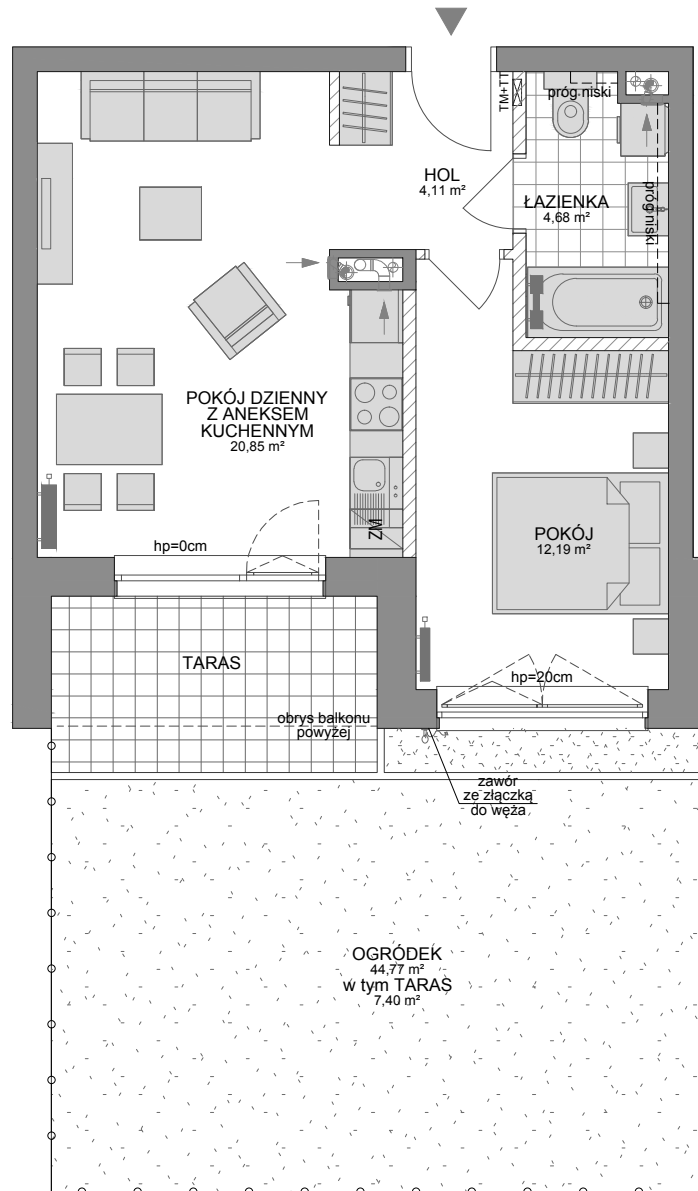 TM+TT
próg niski
HOL
4,11 m²
ŁAZIENKA
4,68 m²
próg niski
POKÓJ DZIENNY
Z ANEKSEM
KUCHENNYM
20,85 m²
ZM
POKÓJ
12,19 m²
hp=0cm
hp=20cm
TARAS
obrys balkonu
powyżej
zawór
ze złączką
do węża
OGRÓDEK
44,77 m²
w tym TARAS
7,40 m²